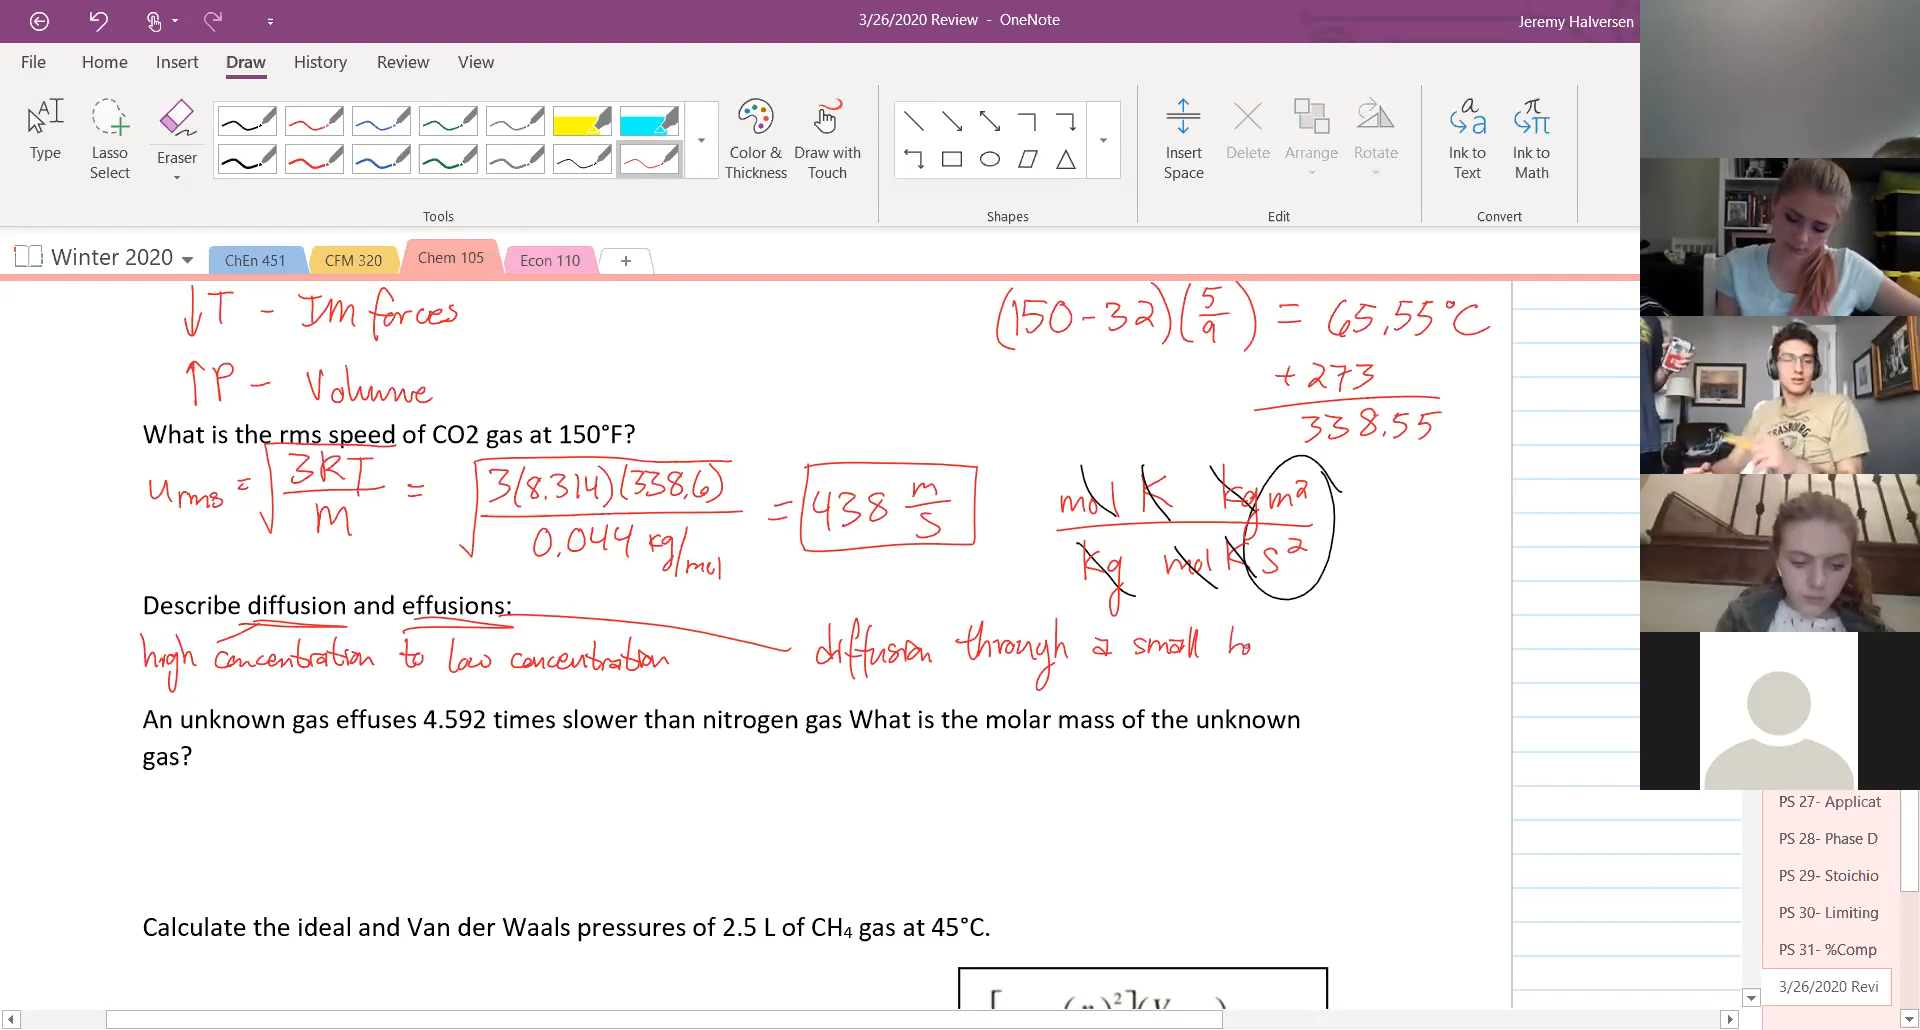 3/26/2020 Review - OneNote
Jeremy Halversen
File Home Insert Draw History Review View
Type
Lasso Select
Eraser
Color & Thickness
Draw with Touch
Insert Space
Delete
Arrange
Rotate
Ink to Text
Ink to Math
Tools
Shapes
Edit
Convert
Winter 2020
ChEn 451
CFM 320
Chem 105
Econ 110
↓T - IM forces
(150-32)(5/9) = 65.55°C
+273
338.55
↑P - Volume
What is the rms speed of CO2 gas at 150°F?
u rms = √(3RT/M) = √(3(8.314)(338.6)/0.044 kg/mol) = 438 m/s
mol K kg m²
kg mol K s²
Describe diffusion and effusions:
high concentration to low concentration
diffusion through a small ho
An unknown gas effuses 4.592 times slower than nitrogen gas What is the molar mass of the unknown
gas?
Calculate the ideal and Van der Waals pressures of 2.5 L of CH₄ gas at 45°C.
PS 27- Applicat
PS 28- Phase D
PS 29- Stoichio
PS 30- Limiting
PS 31- %Comp
3/26/2020 Revi